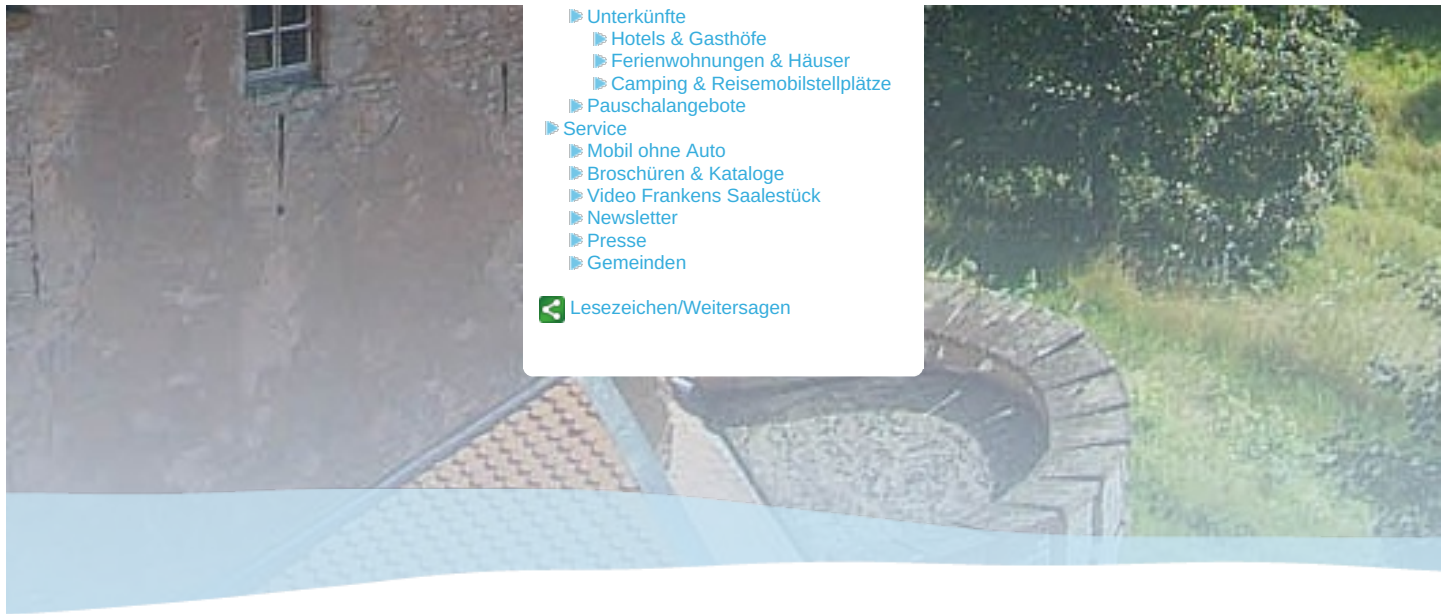 Unterkünfte
Hotels & Gasthöfe
Ferienwohnungen & Häuser
Camping & Reisemobilstellplätze
Pauschalangebote
Service
Mobil ohne Auto
Broschüren & Kataloge
Video Frankens Saalestück
Newsletter
Presse
Gemeinden
Lesezeichen/Weitersagen